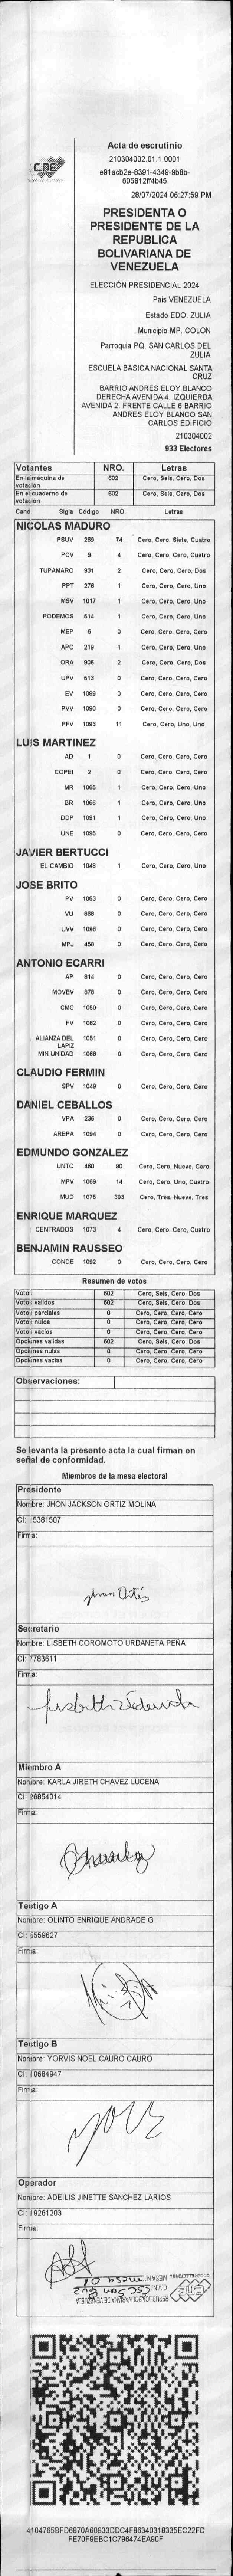 CNE
Acta de escrutinio
210304002.01.1.0001
e91acb2e-8391-4349-9b8b-
605812ff4b45
28/07/2024 06:27:59 PM
PRESIDENTA O
PRESIDENTE DE LA
REPUBLICA
BOLIVARIANA DE
VENEZUELA
ELECCIÓN PRESIDENCIAL 2024
Pais VENEZUELA
Estado EDO. ZULIA
Municipio MP. COLON
Parroquia PQ. SAN CARLOS DEL
ZULIA
ESCUELA BASICA NACIONAL SANTA
CRUZ
BARRIO ANDRES ELOY BLANCO
DERECHA AVENIDA 4. IZQUIERDA
AVENIDA 2. FRENTE CALLE 6 BARRIO
ANDRES ELOY BLANCO SAN
CARLOS EDIFICIO
210304002
933 Electores
Votantes NRO. Letras
En la máquina de votación 602 Cero, Seis, Cero, Dos
En el cuaderno de votación 602 Cero, Seis, Cero, Dos
Cand Sigla Código NRO. Letras
NICOLAS MADURO
PSUV 269 74 Cero, Cero, Siete, Cuatro
PCV 9 4 Cero, Cero, Cero, Cuatro
TUPAMARO 931 2 Cero, Cero, Cero, Dos
PPT 276 1 Cero, Cero, Cero, Uno
MSV 1017 1 Cero, Cero, Cero, Uno
PODEMOS 514 1 Cero, Cero, Cero, Uno
MEP 6 0 Cero, Cero, Cero, Cero
APC 219 1 Cero, Cero, Cero, Uno
ORA 906 2 Cero, Cero, Cero, Dos
UPV 513 0 Cero, Cero, Cero, Cero
EV 1089 0 Cero, Cero, Cero, Cero
PVV 1090 0 Cero, Cero, Cero, Cero
PFV 1093 11 Cero, Cero, Uno, Uno
LUIS MARTINEZ
AD 1 0 Cero, Cero, Cero, Cero
COPEI 2 0 Cero, Cero, Cero, Cero
MR 1065 1 Cero, Cero, Cero, Uno
BR 1066 1 Cero, Cero, Cero, Uno
DDP 1091 1 Cero, Cero, Cero, Uno
UNE 1095 0 Cero, Cero, Cero, Cero
JAVIER BERTUCCI
EL CAMBIO 1048 1 Cero, Cero, Cero, Uno
JOSE BRITO
PV 1053 0 Cero, Cero, Cero, Cero
VU 868 0 Cero, Cero, Cero, Cero
UVV 1096 0 Cero, Cero, Cero, Cero
MPJ 459 0 Cero, Cero, Cero, Cero
ANTONIO ECARRI
AP 814 0 Cero, Cero, Cero, Cero
MOVEV 878 0 Cero, Cero, Cero, Cero
CMC 1050 0 Cero, Cero, Cero, Cero
FV 1062 0 Cero, Cero, Cero, Cero
ALIANZA DEL LAPIZ 1051 0 Cero, Cero, Cero, Cero
MIN UNIDAD 1068 0 Cero, Cero, Cero, Cero
CLAUDIO FERMIN
SPV 1049 0 Cero, Cero, Cero, Cero
DANIEL CEBALLOS
VPA 236 0 Cero, Cero, Cero, Cero
AREPA 1094 0 Cero, Cero, Cero, Cero
EDMUNDO GONZALEZ
UNTC 460 90 Cero, Cero, Nueve, Cero
MPV 1069 14 Cero, Cero, Uno, Cuatro
MUD 1076 393 Cero, Tres, Nueve, Tres
ENRIQUE MARQUEZ
CENTRADOS 1073 4 Cero, Cero, Cero, Cuatro
BENJAMIN RAUSSEO
CONDE 1092 0 Cero, Cero, Cero, Cero
Resumen de votos
Votos 602 Cero, Seis, Cero, Dos
Votos validos 602 Cero, Seis, Cero, Dos
Votos parciales 0 Cero, Cero, Cero, Cero
Votos nulos 0 Cero, Cero, Cero, Cero
Votos vacios 0 Cero, Cero, Cero, Cero
Opciones validas 602 Cero, Seis, Cero, Dos
Opciones nulas 0 Cero, Cero, Cero, Cero
Opciones vacias 0 Cero, Cero, Cero, Cero
Observaciones:
Se levanta la presente acta la cual firman en
señal de conformidad.
Miembros de la mesa electoral
Presidente
Nombre: JHON JACKSON ORTIZ MOLINA
CI: 15381507
Firma:
Jhon Ortiz
Secretario
Nombre: LISBETH COROMOTO URDANETA PEÑA
CI: 7783611
Firma:
Miembro A
Nombre: KARLA JIRETH CHAVEZ LUCENA
CI: 26854014
Firma:
Testigo A
Nombre: OLINTO ENRIQUE ANDRADE G
CI: 5559627
Firma:
Testigo B
Nombre: YORVIS NOEL CAURO CAURO
CI: 10684947
Firma:
Operador
Nombre: ADEILIS JINETTE SANCHEZ LARIOS
CI: 19261203
Firma:
REPUBLICA BOLIVARIANA DE VENEZUELA
CNE
PODER ELECTORAL
MESA N° mesa 01
4104765BFD6870A60933DDC4F86340318335EC22FD
FE70F9EBC1C796474EA90F